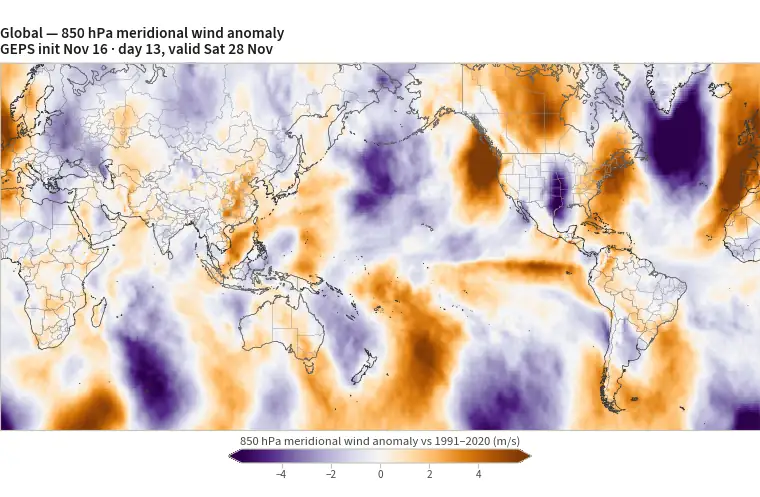 Global — 850 hPa meridional wind anomaly
GEPS init Nov 16 · day 13, valid Sat 28 Nov
850 hPa meridional wind anomaly vs 1991–2020 (m/s)
−4 −2 0 2 4